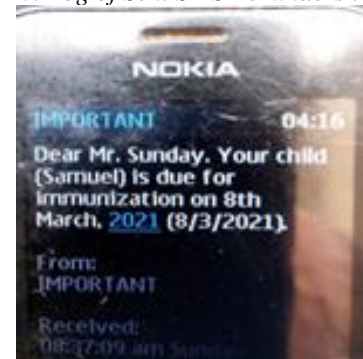 NOKIA
IMPORTANT 04:16
Dear Mr. Sunday. Your child
(Samuel) is due for
immunization on 8th
March, 2021 (8/3/2021).
From:
IMPORTANT
Received:
am